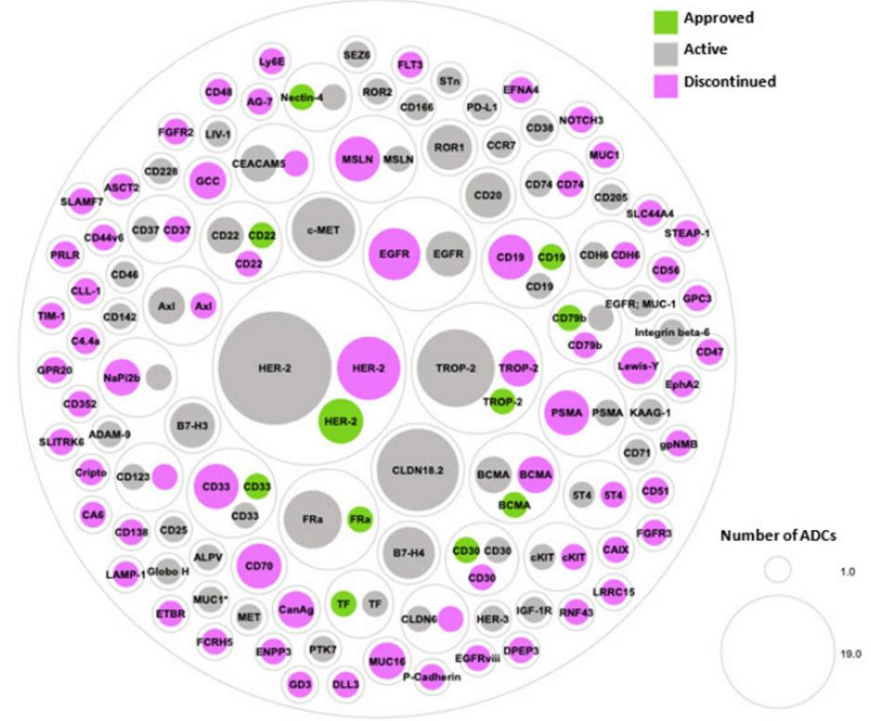 Approved
Active
Discontinued
Ly6E
SEZ6
FLT3
STn
CD48
AG-7
Nectin-4
ROR2
CD166
PD-L1
EFNA4
FGFR2
LIV-1
CD38
NOTCH3
CEACAM5
MSLN
MSLN
ROR1
CCR7
MUC1
CD228
GCC
ASCT2
SLAMF7
CD20
CD74
CD74
CD205
SLC44A4
CD44v6
CD37
CD37
CD22
CD22
CD22
c-MET
EGFR
EGFR
CD19
CD19
CD19
CDH6
CDH6
STEAP-1
PRLR
CD46
CD56
CLL-1
Axl
Axl
EGFR; MUC-1
GPC3
TIM-1
CD142
CD79b
CD79b
Integrin beta-6
C4.4a
CD47
GPR20
NaPi2b
HER-2
HER-2
HER-2
TROP-2
TROP-2
TROP-2
Lewis-Y
EphA2
CD352
PSMA
PSMA
KAAG-1
SLITRK6
ADAM-9
B7-H3
CD71
gpNMB
Cripto
CD123
CD33
CD33
CD33
CLDN18.2
BCMA
BCMA
BCMA
5T4
5T4
CD51
CA6
CD138
CD25
FRa
FRa
B7-H4
CD30
CD30
CD30
cKIT
cKIT
CAIX
FGFR3
Number of ADCs
1.0
19.0
LAMP-1
Globo H
ALPV
CD70
LRRC15
ETBR
MUC1*
MET
CanAg
TF
TF
CLDN6
HER-3
IGF-1R
RNF43
FCRH5
ENPP3
PTK7
MUC16
EGFRviii
DPEP3
P-Cadherin
GD3
DLL3